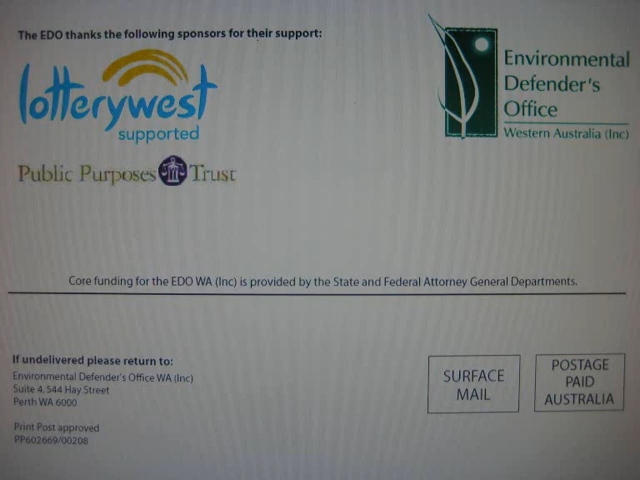 The EDO thanks the following sponsors for their support:
lotterywest
supported
Public Purposes Trust
Environmental
Defender's
Office
Western Australia (Inc)
Core funding for the EDO WA (Inc) is provided by the State and Federal Attorney General Departments.
If undelivered please return to:
Environmental Defender's Office WA (Inc)
Suite 4, 544 Hay Street
Perth WA 6000
Print Post approved
PP602669/00208
SURFACE
MAIL
POSTAGE
PAID
AUSTRALIA